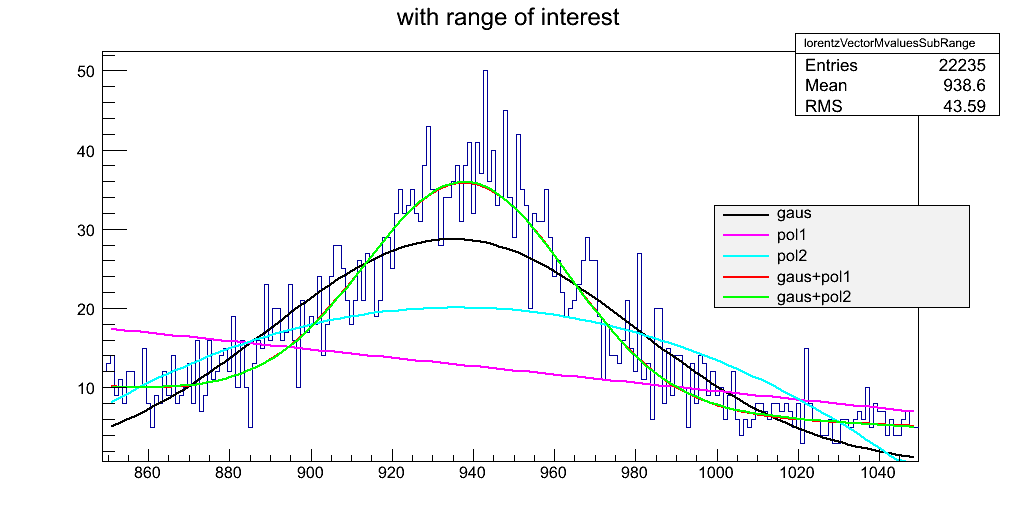 with range of interest
lorentzVectorMvaluesSubRange
Entries 22235
Mean 938.6
RMS 43.59
50
40
30
20
10
gaus
pol1
pol2
gaus+pol1
gaus+pol2
860 880 900 920 940 960 980 1000 1020 1040